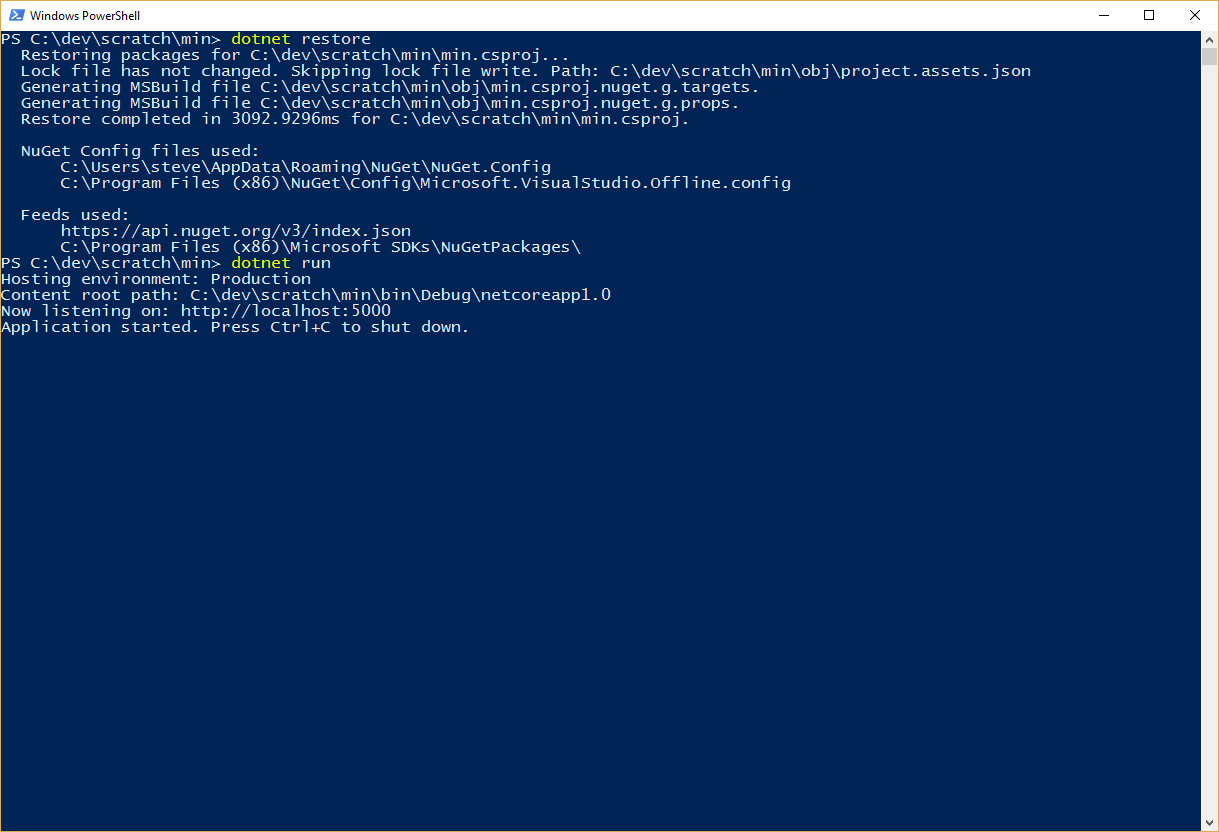 Windows PowerShell
PS C:\dev\scratch\min> dotnet restore
  Restoring packages for C:\dev\scratch\min\min.csproj...
  Lock file has not changed. Skipping lock file write. Path: C:\dev\scratch\min\obj\project.assets.json
  Generating MSBuild file C:\dev\scratch\min\obj\min.csproj.nuget.g.targets.
  Generating MSBuild file C:\dev\scratch\min\obj\min.csproj.nuget.g.props.
  Restore completed in 3092.9296ms for C:\dev\scratch\min\min.csproj.
  NuGet Config files used:
      C:\Users\steve\AppData\Roaming\NuGet\NuGet.Config
      C:\Program Files (x86)\NuGet\Config\Microsoft.VisualStudio.Offline.config
  Feeds used:
      https://api.nuget.org/v3/index.json
      C:\Program Files (x86)\Microsoft SDKs\NuGetPackages\
PS C:\dev\scratch\min> dotnet run
Hosting environment: Production
Content root path: C:\dev\scratch\min\bin\Debug\netcoreapp1.0
Now listening on: http://localhost:5000
Application started. Press Ctrl+C to shut down.